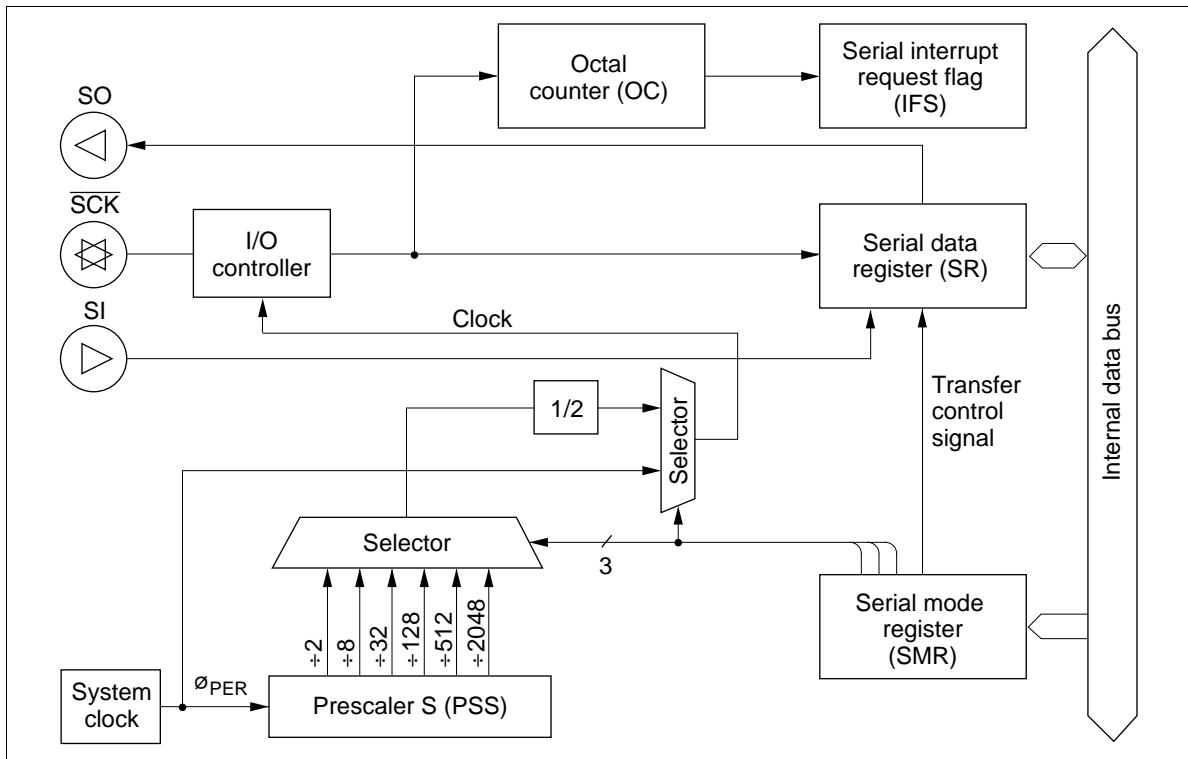 Octal
counter (OC)
Serial interrupt
request flag
(IFS)
SO
SCK
I/O
controller
Serial data
register (SR)
SI
Clock
1/2
Selector
Transfer
control
signal
Internal data bus
Selector
3
÷2
÷8
÷32
÷128
÷512
÷2048
Serial mode
register
(SMR)
System
clock
øPER
Prescaler S (PSS)